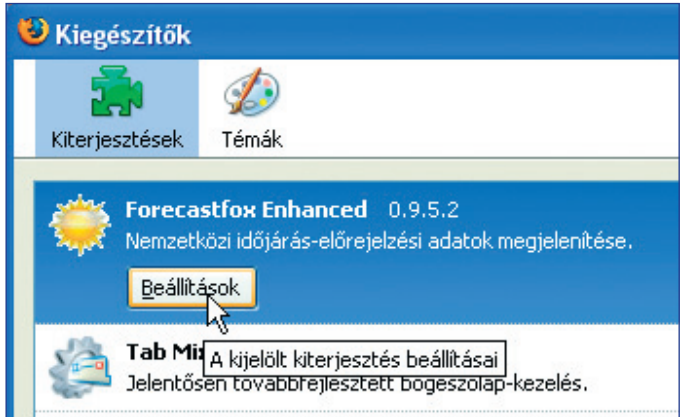 Kiegészítők
Kiterjesztések Témák
Forecastfox Enhanced 0.9.5.2
Nemzetközi időjárás-előrejelzési adatok megjelenítése.
Beállítások
Tab
A kijelölt kiterjesztés beállításai
Jelentősen továbbfejlesztett böngészőlap-kezelés.